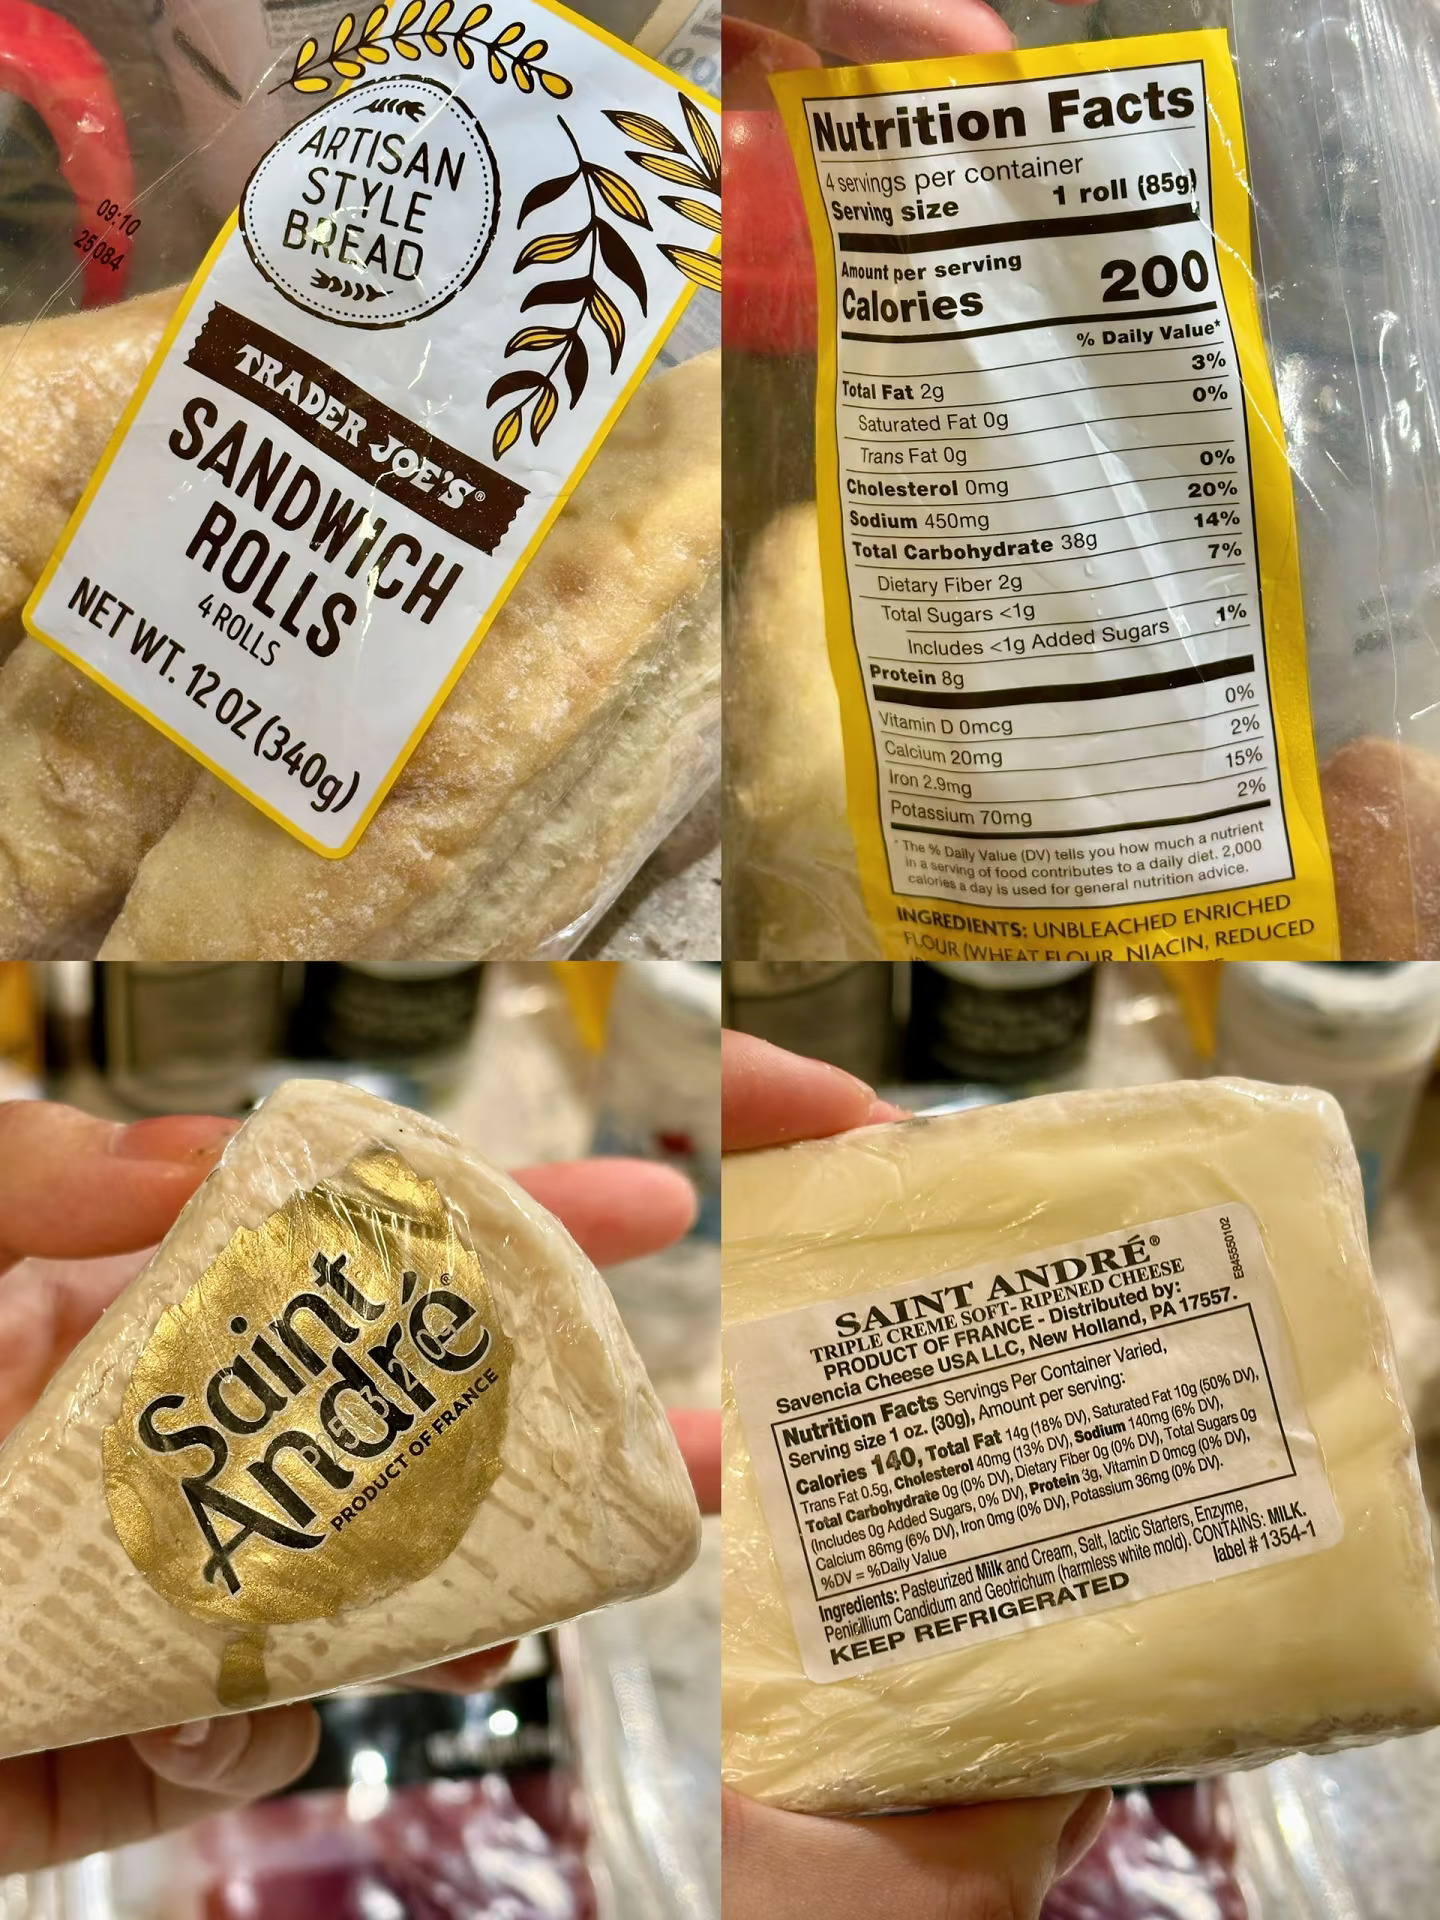 ARTISAN
STYLE
BREAD
09:10
25084
TRADER JOE'S®
SANDWICH
ROLLS
4 ROLLS
NET WT. 12 OZ (340g)
Nutrition Facts
4 servings per container
Serving size 1 roll (85g)
Amount per serving
Calories 200
% Daily Value*
Total Fat 2g 3%
Saturated Fat 0g 0%
Trans Fat 0g
Cholesterol 0mg 0%
Sodium 450mg 20%
Total Carbohydrate 38g 14%
Dietary Fiber 2g 7%
Total Sugars <1g
Includes <1g Added Sugars 1%
Protein 8g
Vitamin D 0mcg 0%
Calcium 20mg 2%
Iron 2.9mg 15%
Potassium 70mg 2%
* The % Daily Value (DV) tells you how much a nutrient
in a serving of food contributes to a daily diet. 2,000
calories a day is used for general nutrition advice.
INGREDIENTS: UNBLEACHED ENRICHED
FLOUR (WHEAT FLOUR, NIACIN, REDUCED
Saint
André®
PRODUCT OF FRANCE
SAINT ANDRÉ®
TRIPLE CREME SOFT-RIPENED CHEESE
PRODUCT OF FRANCE - Distributed by:
Savencia Cheese USA LLC, New Holland, PA 17557.
E845550102
Nutrition Facts Servings Per Container Varied,
Serving size 1 oz. (30g), Amount per serving:
Calories 140, Total Fat 14g (18% DV), Saturated Fat 10g (50% DV),
Trans Fat 0.5g, Cholesterol 40mg (13% DV), Sodium 140mg (6% DV),
Total Carbohydrate 0g (0% DV), Dietary Fiber 0g (0% DV), Total Sugars 0g
(Includes 0g Added Sugars, 0% DV), Protein 3g, Vitamin D 0mcg (0% DV),
Calcium 86mg (6% DV), Iron 0mg (0% DV), Potassium 36mg (0% DV).
%DV = %Daily Value
Ingredients: Pasteurized Milk and Cream, Salt, lactic Starters, Enzyme,
Penicillium Candidum and Geotrichum (harmless white mold). CONTAINS: MILK.
KEEP REFRIGERATED
label # 1354-1